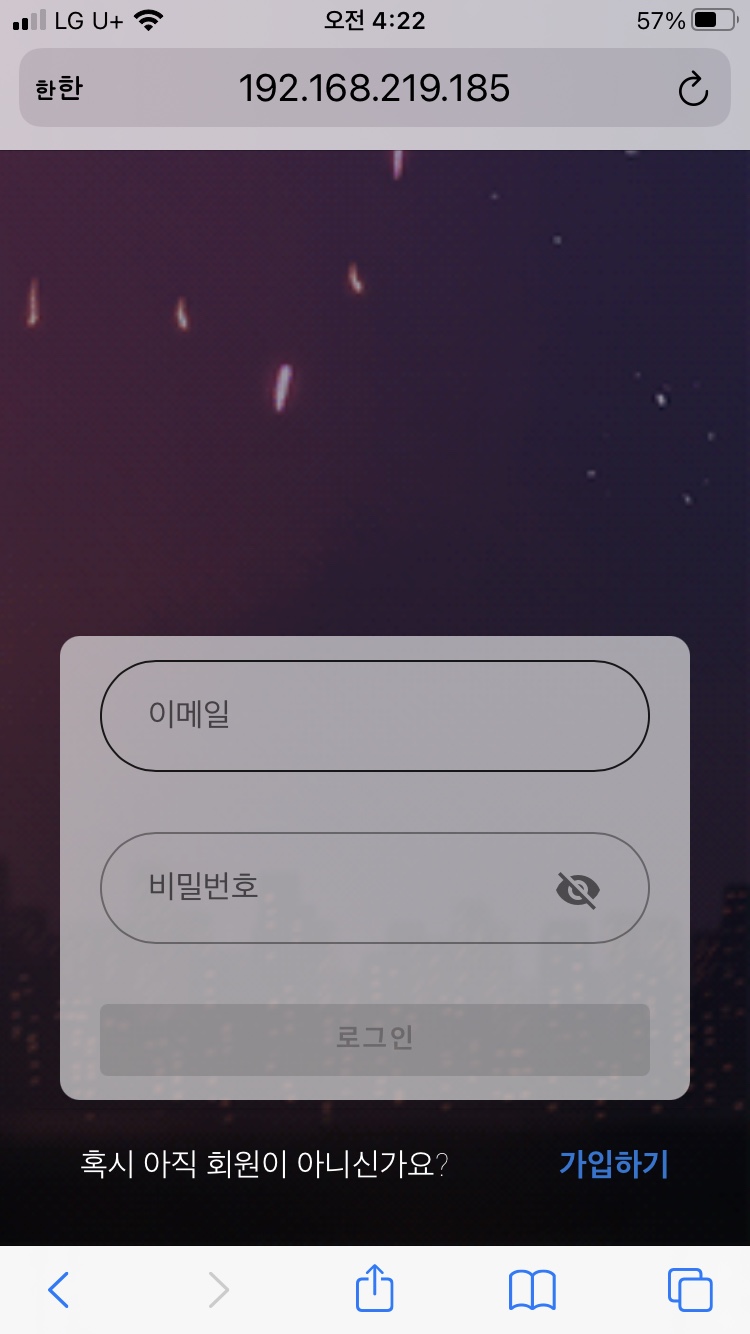 LG U+ 오전 4:22 57%
한한 192.168.219.185
이메일
비밀번호
로그인
혹시 아직 회원이 아니신가요? 가입하기